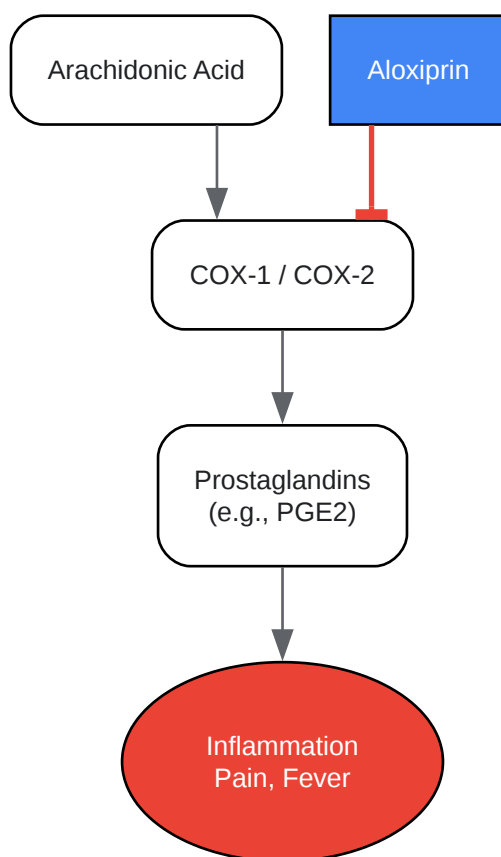 Arachidonic Acid
Aloxiprin
COX-1 / COX-2
Prostaglandins
(e.g., PGE2)
Inflammation
Pain, Fever